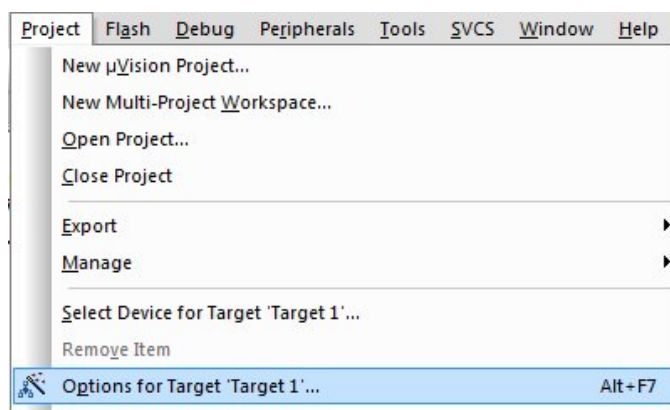 Project Flash Debug Peripherals Tools SVCS Window Help
New µVision Project...
New Multi-Project Workspace...
Open Project...
Close Project
Export
Manage
Select Device for Target 'Target 1'...
Remove Item
Options for Target 'Target 1'... Alt+F7